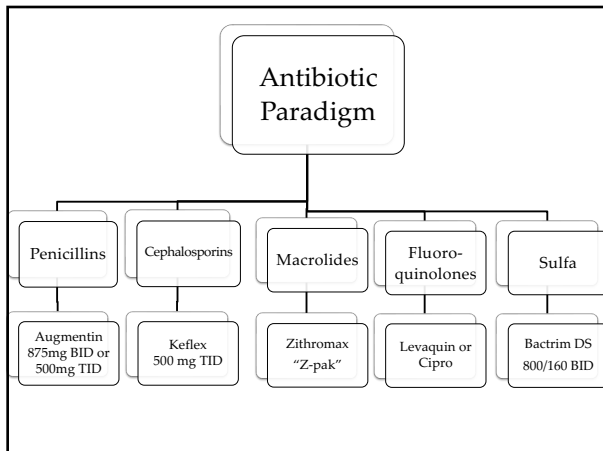 Antibiotic
Paradigm
Penicillins
Cephalosporins
Macrolides
Fluoro-
quinolones
Sulfa
Augmentin
875mg BID or
500mg TID
Keflex
500 mg TID
Zithromax
“Z-pak”
Levaquin or
Cipro
Bactrim DS
800/160 BID